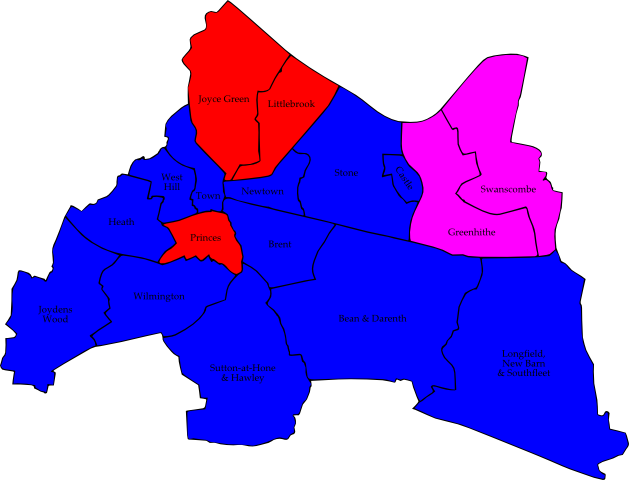 Joyce Green
Littlebrook
West
Hill
Town
Newtown
Stone
Swanscombe
Heath
Princes
Greenhithe
Brent
Joydens
Wood
Wilmington
Bean & Darenth
Sutton-at-Hone
& Hawley
Longfield,
New Barn
& Southfleet